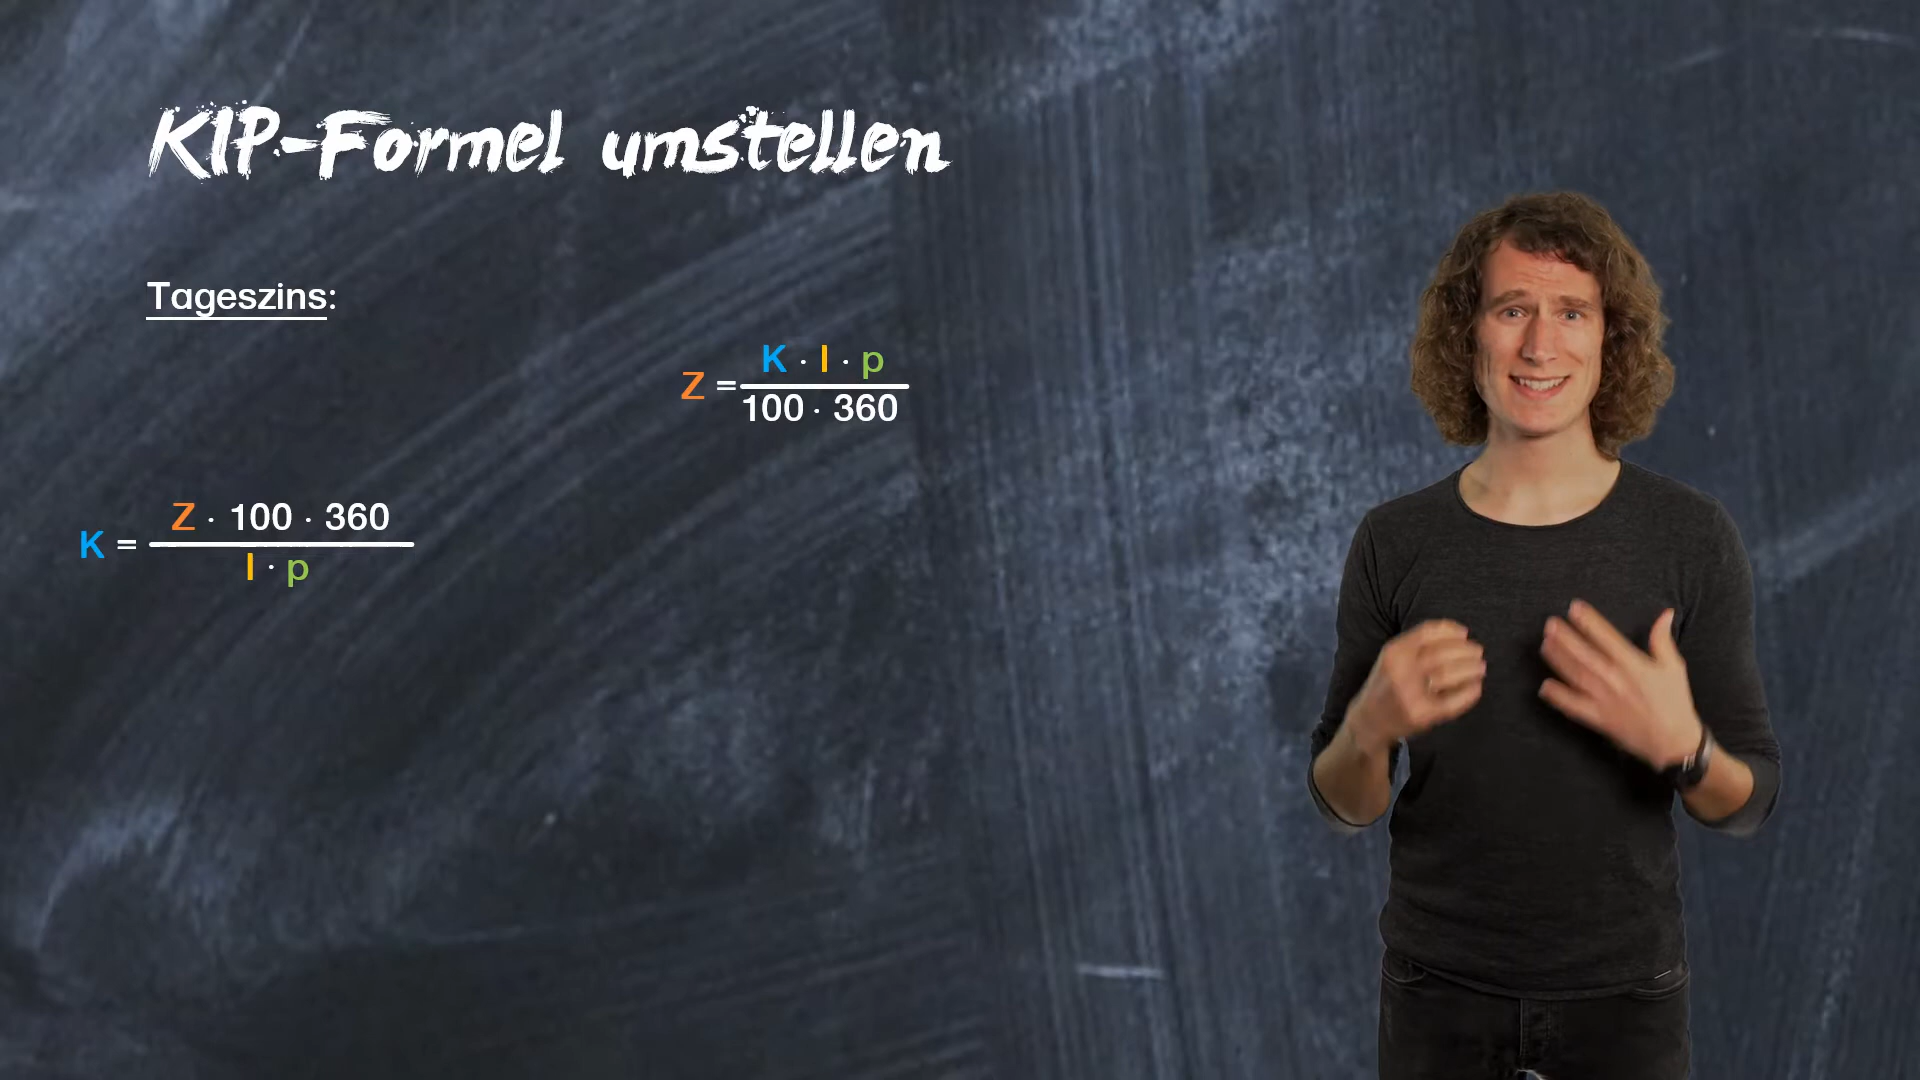 KIP-Formel umstellen
Tageszins:
Z = K · I · p
100 · 360
K = Z · 100 · 360
I · p